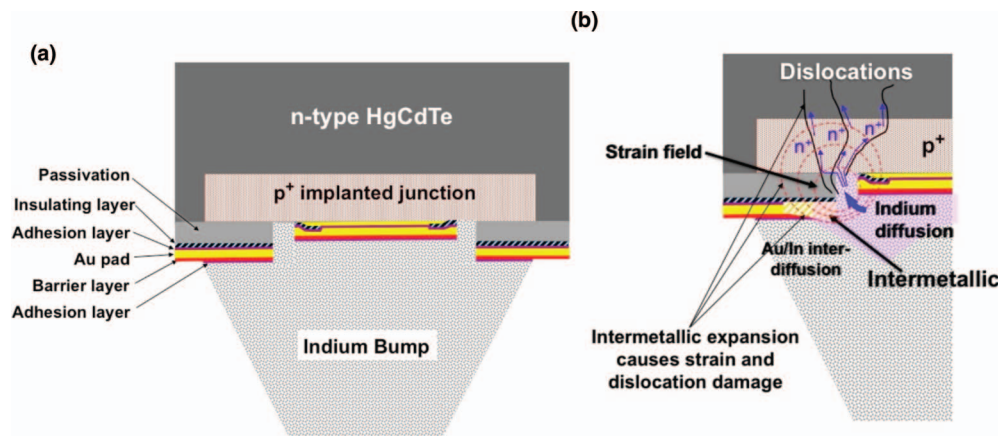 (a)
n-type HgCdTe
p+ implanted junction
Passivation
Insulating layer
Adhesion layer
Au pad
Barrier layer
Adhesion layer
Indium Bump
(b)
Dislocations
n+
n+
n+
p+
Strain field
Indium
diffusion
Au/In inter-
diffusion
Intermetallic
Intermetallic expansion
causes strain and
dislocation damage